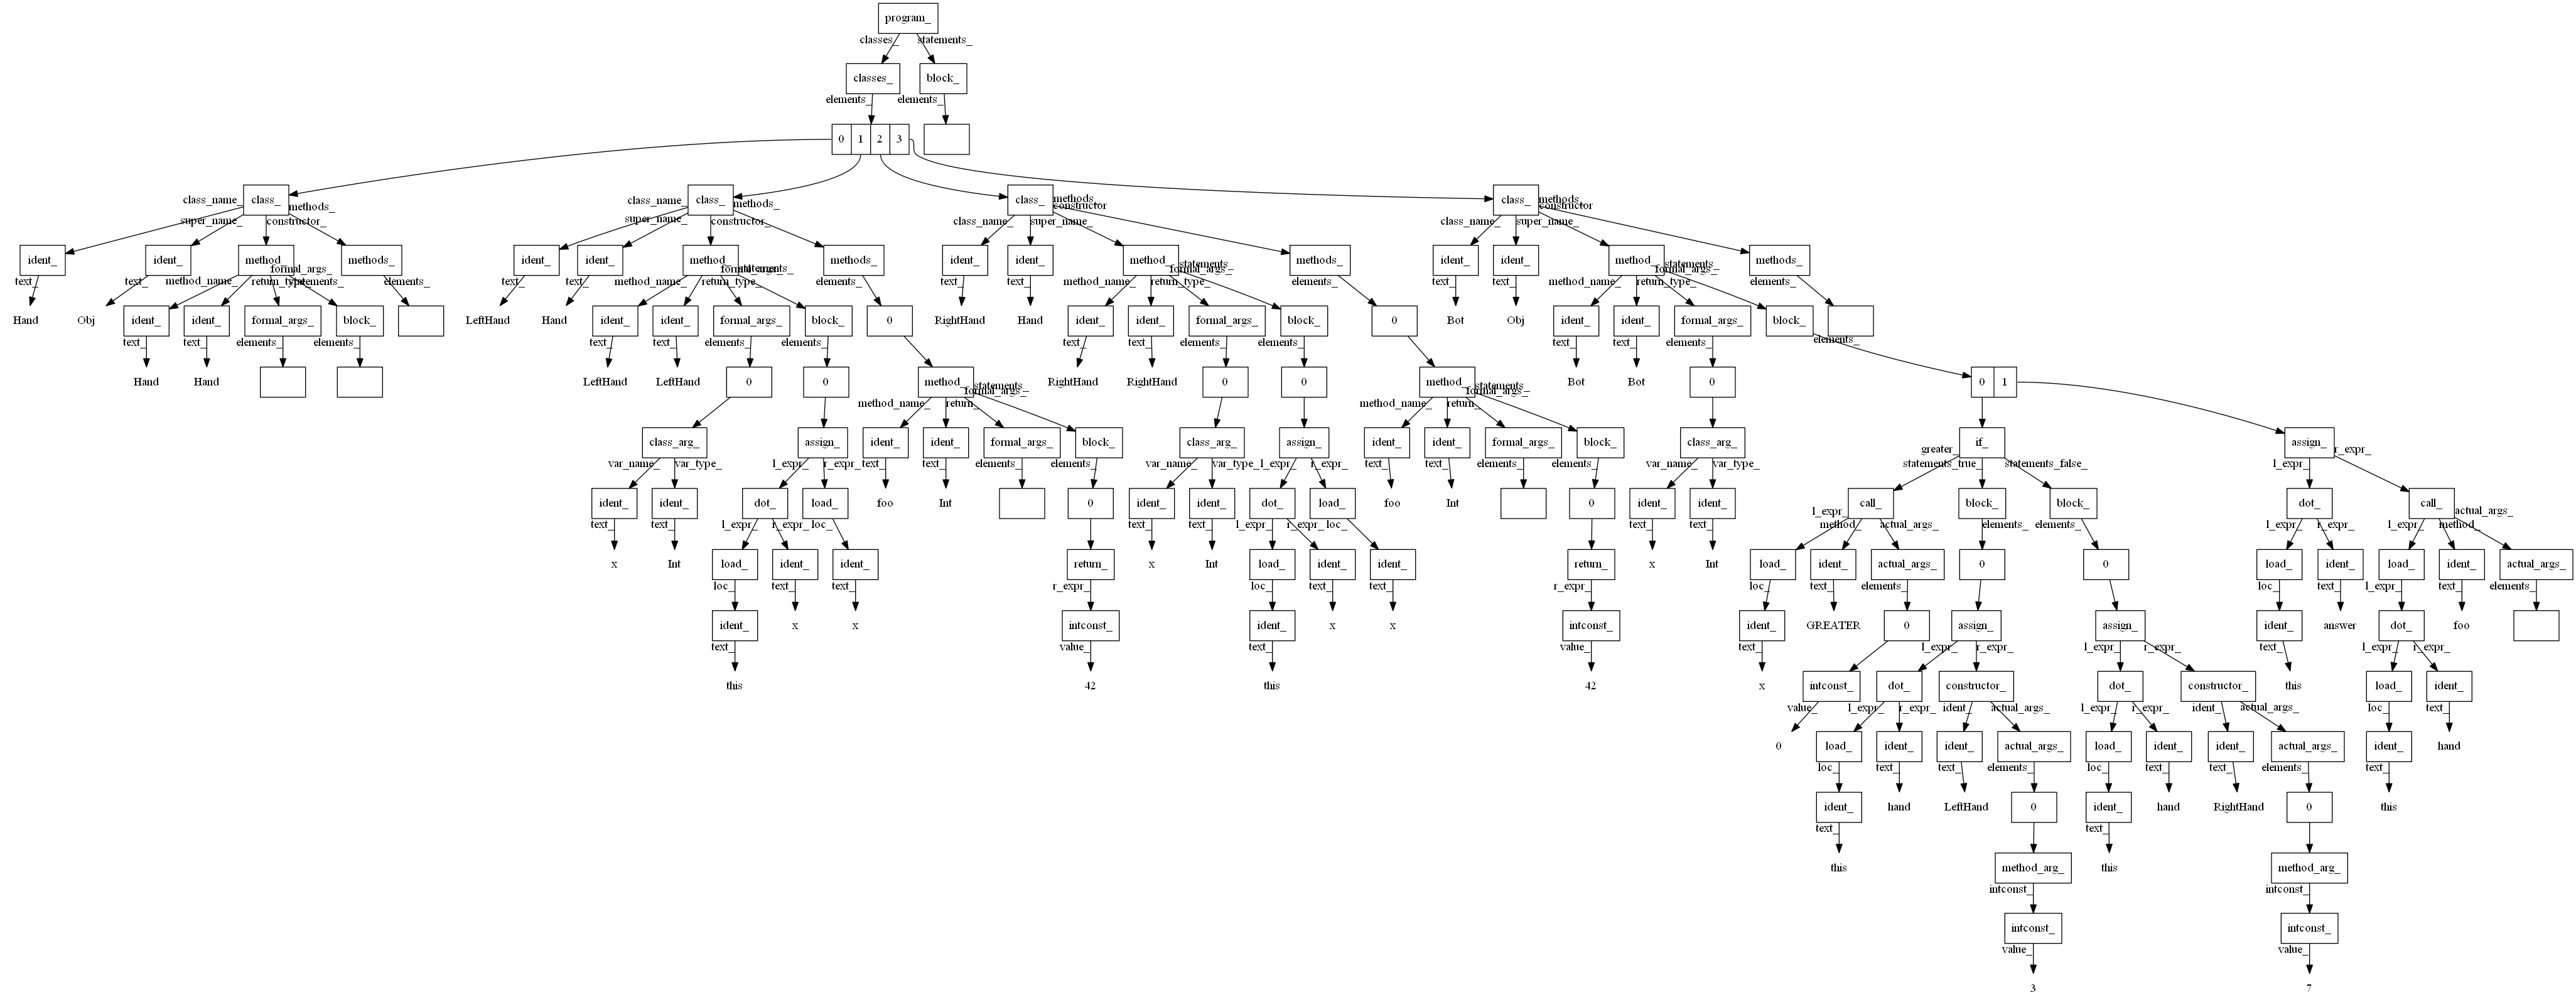 program_
classes_ statements_
classes_ block_
elements_ elements_
0 1 2 3
class_name_ class_ methods_ class_name_ class_ methods_ class_ methods_ constructor class_ methods_ constructor
super_name_ constructor_ super_name_ constructor_ class_name_ super_name_ class_name_ super_name_
ident_ ident_ method_ methods_ ident_ ident_ method_ methods_ ident_ ident_ method_ methods_ ident_ ident_ method_ methods_
text_ text_ method_name_ return_type_ formal_args_ statements_ elements_ text_ text_ method_name_ return_type_ formal_args_ statements_ elements_ text_ text_ method_name_ return_type_ formal_args_ statements_ elements_ text_ text_ method_name_ return_type_ formal_args_ statements_ elements_
Hand Obj ident_ ident_ formal_args_ block_ LeftHand Hand ident_ ident_ formal_args_ block_ 0 RightHand Hand ident_ ident_ formal_args_ block_ 0 Bot Obj ident_ ident_ formal_args_ block_
text_ text_ elements_ elements_ text_ text_ elements_ elements_ text_ text_ elements_ elements_ text_ text_ elements_ elements_
Hand Hand LeftHand LeftHand 0 0 method_ statements_ RightHand RightHand 0 0 method_ statements_ Bot Bot 0 0 1
method_name_ return_ formal_args_ method_name_ return_ formal_args_
class_arg_ assign_ ident_ ident_ formal_args_ block_ class_arg_ assign_ ident_ ident_ formal_args_ block_ class_arg_ if_ assign_
var_name_ var_type_ l_expr_ r_expr_ text_ text_ elements_ elements_ var_name_ var_type_ l_expr_ r_expr_ text_ text_ elements_ elements_ var_name_ var_type_ greater_ statements_true_ statements_false_ l_expr_ r_expr_
ident_ ident_ dot_ load_ foo Int 0 ident_ ident_ dot_ load_ foo Int 0 ident_ ident_ call_ block_ block_ dot_ call_
text_ text_ l_expr_ r_expr_ loc_ text_ text_ l_expr_ r_expr_ loc_ text_ text_ l_expr_ method_ actual_args_ elements_ elements_ l_expr_ r_expr_ l_expr_ method_ actual_args_
x Int load_ ident_ ident_ return_ x Int load_ ident_ ident_ return_ x Int load_ ident_ actual_args_ 0 0 load_ ident_ load_ ident_ actual_args_
loc_ text_ text_ r_expr_ loc_ text_ text_ r_expr_ loc_ text_ elements_ loc_ text_ l_expr_ text_ elements_
ident_ x x intconst_ ident_ x x intconst_ ident_ GREATER 0 assign_ assign_ ident_ answer dot_ foo
text_ value_ text_ value_ text_ l_expr_ r_expr_ l_expr_ r_expr_ text_ l_expr_ r_expr_
this 42 this 42 x intconst_ dot_ constructor_ dot_ constructor_ this load_ ident_
value_ l_expr_ r_expr_ ident_ actual_args_ l_expr_ r_expr_ ident_ actual_args_ loc_ text_
0 load_ ident_ ident_ actual_args_ load_ ident_ ident_ actual_args_ ident_ hand
loc_ text_ text_ elements_ loc_ text_ text_ elements_ text_
ident_ hand LeftHand 0 ident_ hand RightHand 0 this
text_ text_
this method_arg_ this method_arg_
intconst_ intconst_
intconst_ intconst_
value_ value_
3 7